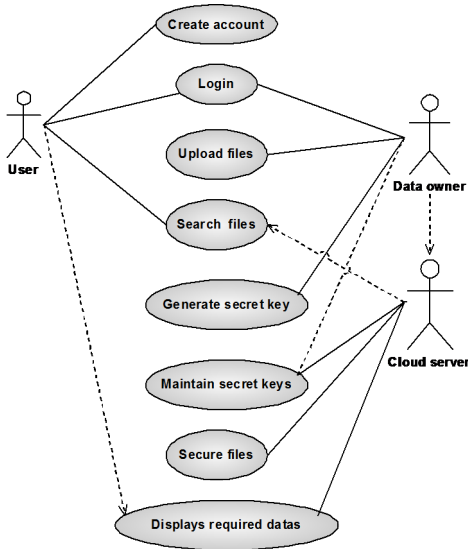 Create account
Login
User
Upload files
Data owner
Search files
Generate secret key
Cloud server
Maintain secret keys
Secure files
Displays required datas